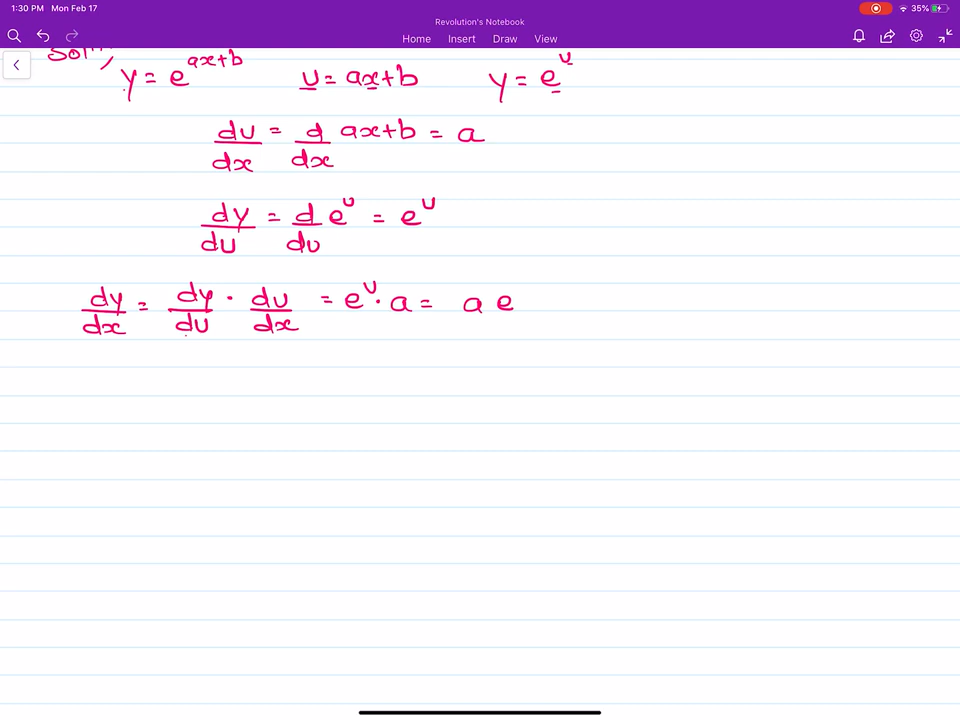 1:30 PM Mon Feb 17 35%
Revolution's Notebook
Home Insert Draw View
Soln,
y = e^{ax+b} u = ax+b y = e^u
du/dx = d/dx ax+b = a
dy/du = d/du e^u = e^u
dy/dx = dy/du · du/dx = e^u · a = a e